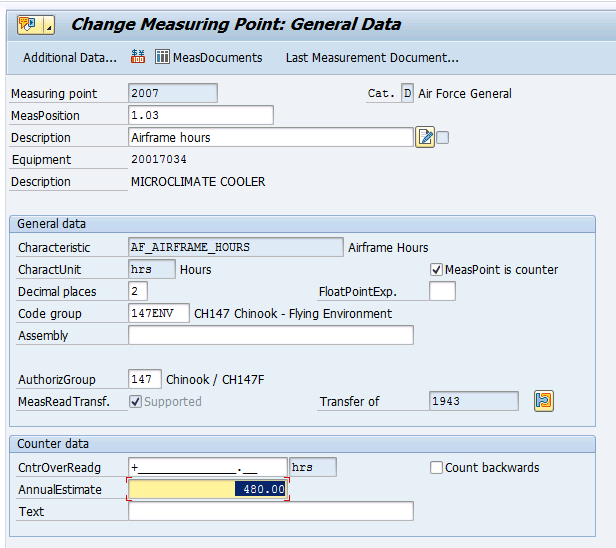 Change Measuring Point: General Data
Additional Data... MeasDocuments Last Measurement Document...
Measuring point 2007 Cat. D Air Force General
MeasPosition 1.03
Description Airframe hours
Equipment 20017034
Description MICROCLIMATE COOLER
General data
Characteristic AF_AIRFRAME_HOURS Airframe Hours
CharactUnit hrs Hours MeasPoint is counter
Decimal places 2 FloatPointExp.
Code group 147ENV CH147 Chinook - Flying Environment
Assembly
AuthorizGroup 147 Chinook / CH147F
MeasReadTransf. Supported Transfer of 1943
Counter data
CntrOverReadg +______________.__ hrs Count backwards
AnnualEstimate 480.00
Text